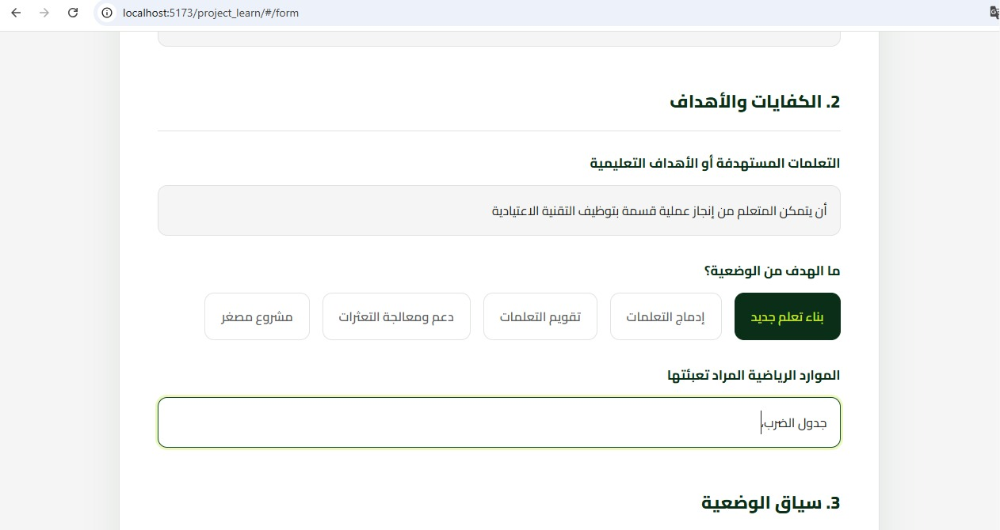 localhost:5173/project_learn/#/form
2. الكفايات والأهداف
التعلمات المستهدفة أو الأهداف التعليمية
أن يتمكن المتعلم من إنجاز عملية قسمة بتوظيف التقنية الاعتيادية
ما الهدف من الوضعية؟
بناء تعلم جديد
إدماج التعلمات
تقويم التعلمات
دعم ومعالجة التعثرات
مشروع مصغر
الموارد الرياضية المراد تعبئتها
جدول الضرب،
3. سياق الوضعية